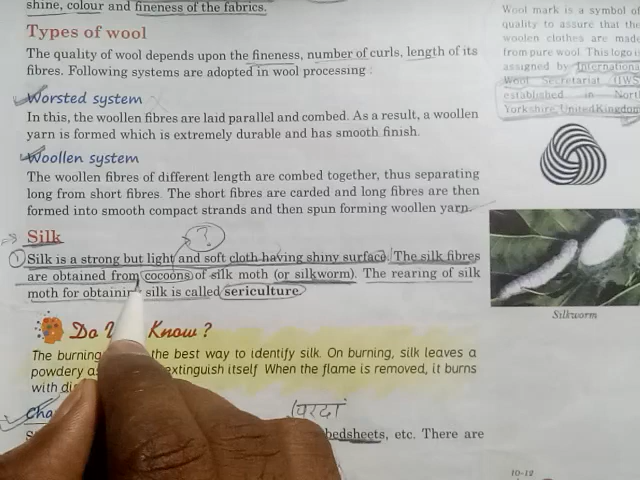 shine, colour and fineness of the fabrics.
Types of wool
The quality of wool depends upon the fineness, number of curls, length of its
fibres. Following systems are adopted in wool processing :
Worsted system
In this, the woollen fibres are laid parallel and combed. As a result, a woollen
yarn is formed which is extremely durable and has smooth finish.
Woollen system
The woollen fibres of different length are combed together, thus separating
long from short fibres. The short fibres are carded and long fibres are then
formed into smooth compact strands and then spun forming woollen yarn.
?
Silk
1 Silk is a strong but light and soft cloth having shiny surface. The silk fibres
are obtained from cocoons of silk moth (or silkworm). The rearing of silk
moth for obtaining silk is called sericulture.
Do Know ?
The burning the best way to identify silk. On burning, silk leaves a
powdery extinguish itself. When the flame is removed, it burns
with
(परदा
bedsheets, etc. There are
Wool mark is a symbol of
quality to assure that the
woolen clothes are made
from pure wool. This logo is
assigned by International
Wool Secretariat (IWS)
established in North
Yorkshire, United Kingdom
Silkworm
10-12